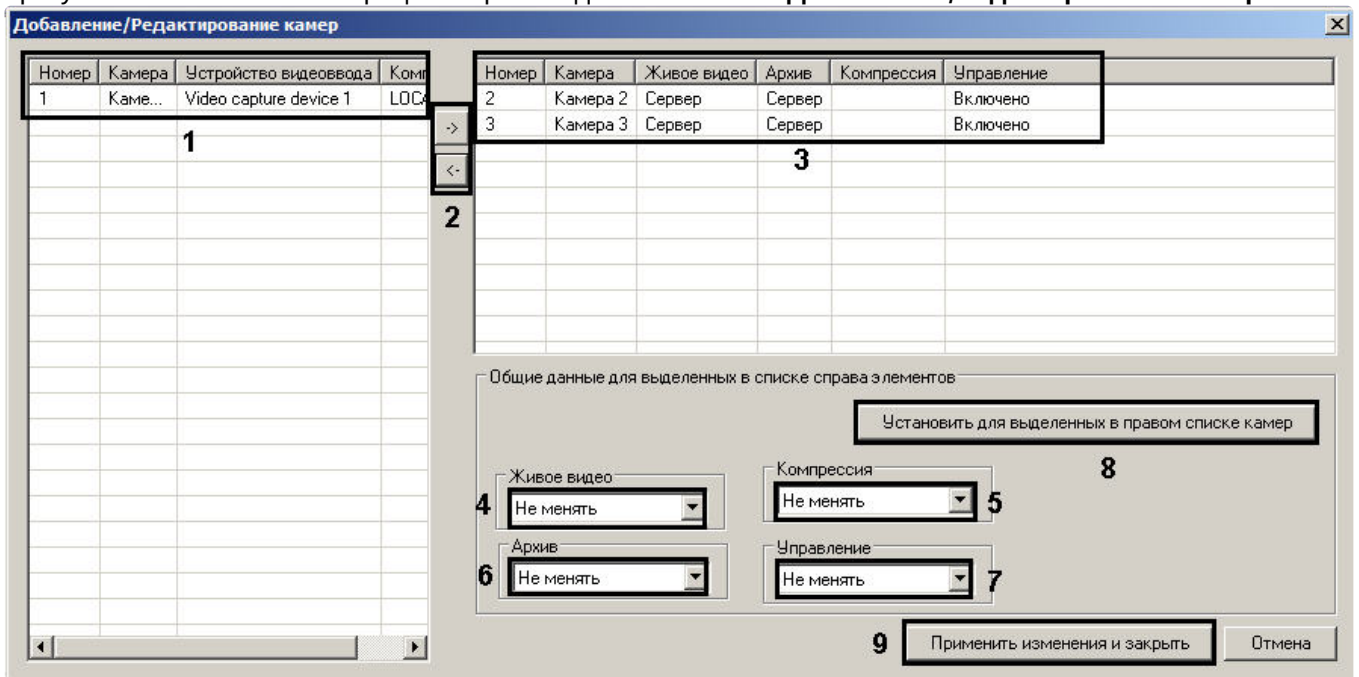 Добавление/Редактирование камер
Номер Камера Устройство видеоввода Комп
1 Каме... Video capture device 1 LOCA
1
->
<-
2
Номер Камера Живое видео Архив Компрессия Управление
2 Камера 2 Сервер Сервер Включено
3 Камера 3 Сервер Сервер Включено
3
Общие данные для выделенных в списке справа элементов
Установить для выделенных в правом списке камер
8
Живое видео
4 Не менять
Компрессия
Не менять 5
Архив
6 Не менять
Управление
Не менять 7
9 Применить изменения и закрыть Отмена